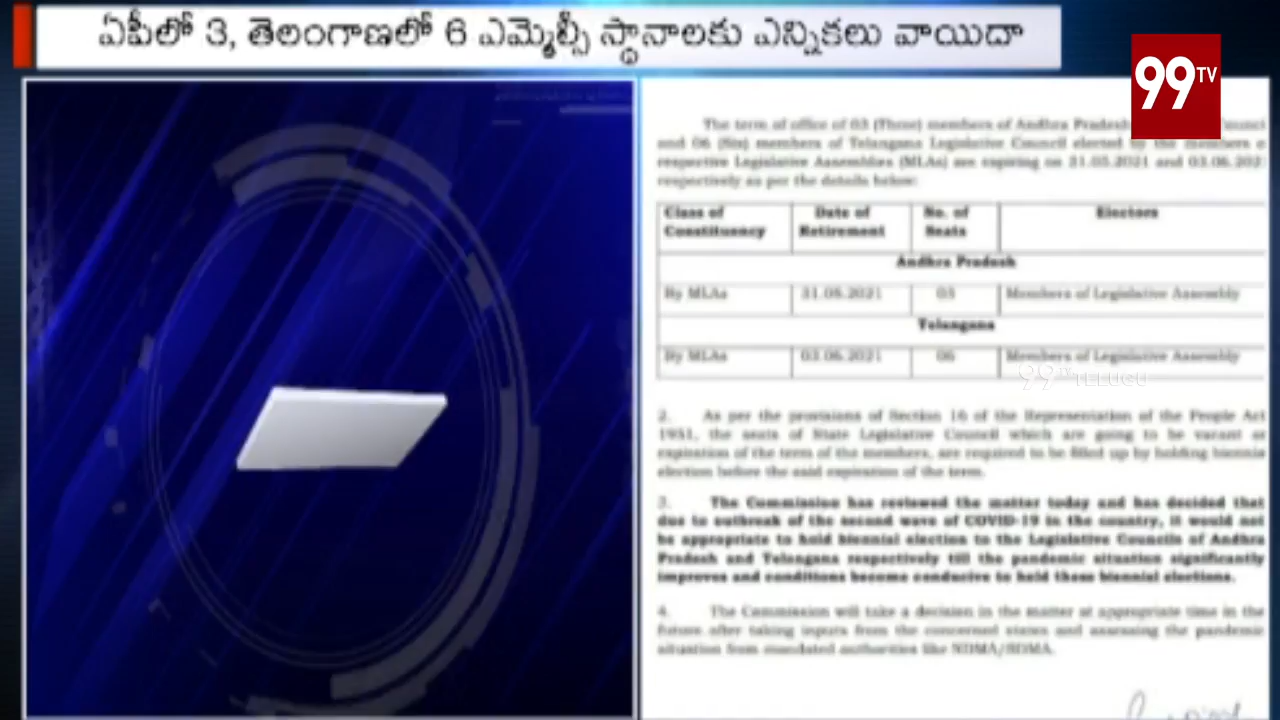 ఏపీలో 3, తెలంగాణలో 6 ఎమ్మెల్సీ స్థానాలకు ఎన్నికలు వాయిదా
99TV
The term of office of 03 (Three) members of Andhra Pradesh
and 06 (Six) members of Telangana Legislative Council elected by the members
respective Legislative Assemblies (MLAs) are expiring on 31.05.2021 and 03.06.202
respectively as per the details below:
Class of Constituency Date of Retirement No. of Seats Electors
Andhra Pradesh
By MLAs 31.05.2021 03 Members of Legislative Assembly
Telangana
By MLAs 03.06.2021 06 Members of Legislative Assembly
99TV TELUGU
2. As per the provisions of Section 16 of the Representation of the People Act
1951, the seats of State Legislative Council which are going to be vacant
expiration of the term of the members, are required to be filled up by holding
election before the said expiration of the term.
3. The Commission has reviewed the matter today and has decided that
due to outbreak of the second wave of COVID-19 in the country, it would not
be appropriate to hold biennial election to the Legislative Councils of Andhra
Pradesh and Telangana respectively till the pandemic situation significantly
improves and conditions become conducive to hold these biennial elections.
4. The Commission will take a decision in the matter at appropriate time in the
future after taking inputs from the concerned states and assessing the pandemic
situation from mandated authorities like NDMA/SDMA.